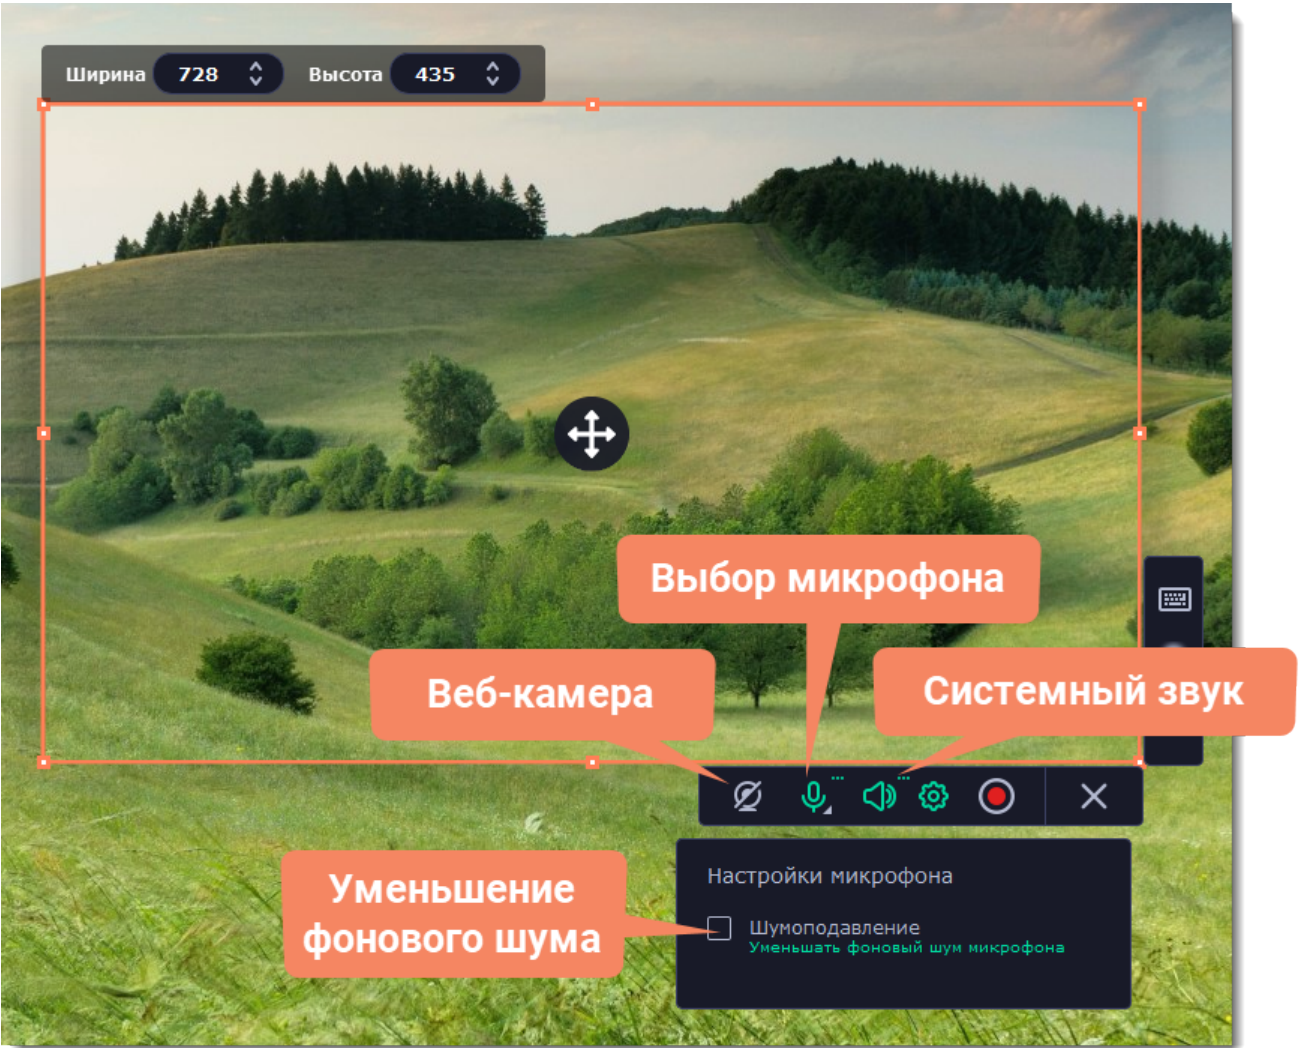 Ширина 728 Высота 435
Выбор микрофона
Веб-камера
Системный звук
Настройки микрофона
Уменьшение
фонового шума
Шумоподавление
Уменьшать фоновый шум микрофона